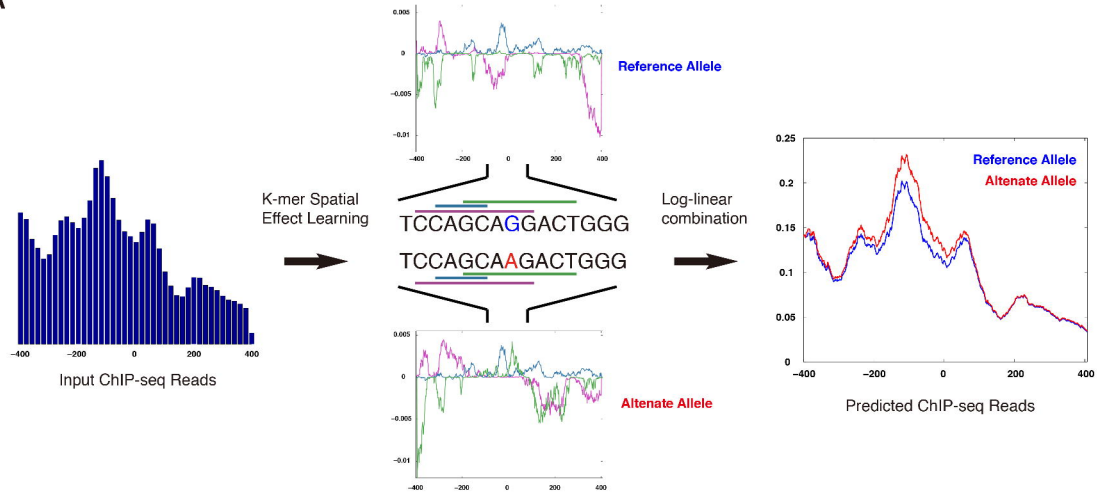 0.005
0
-0.005
-0.01
-400
-200
0
200
400
Reference Allele
K-mer Spatial
Effect Learning
TCCAGCAGGACTGGG
TCCAGCAAGACTGGG
Log-linear
combination
-400
-200
0
200
400
Input ChIP-seq Reads
0.005
0
-0.005
-0.01
-400
-200
0
200
400
Altenate Allele
0.25
0.2
0.15
0.1
0.05
0
Reference Allele
Altenate Allele
-400
-200
0
200
400
Predicted ChIP-seq Reads